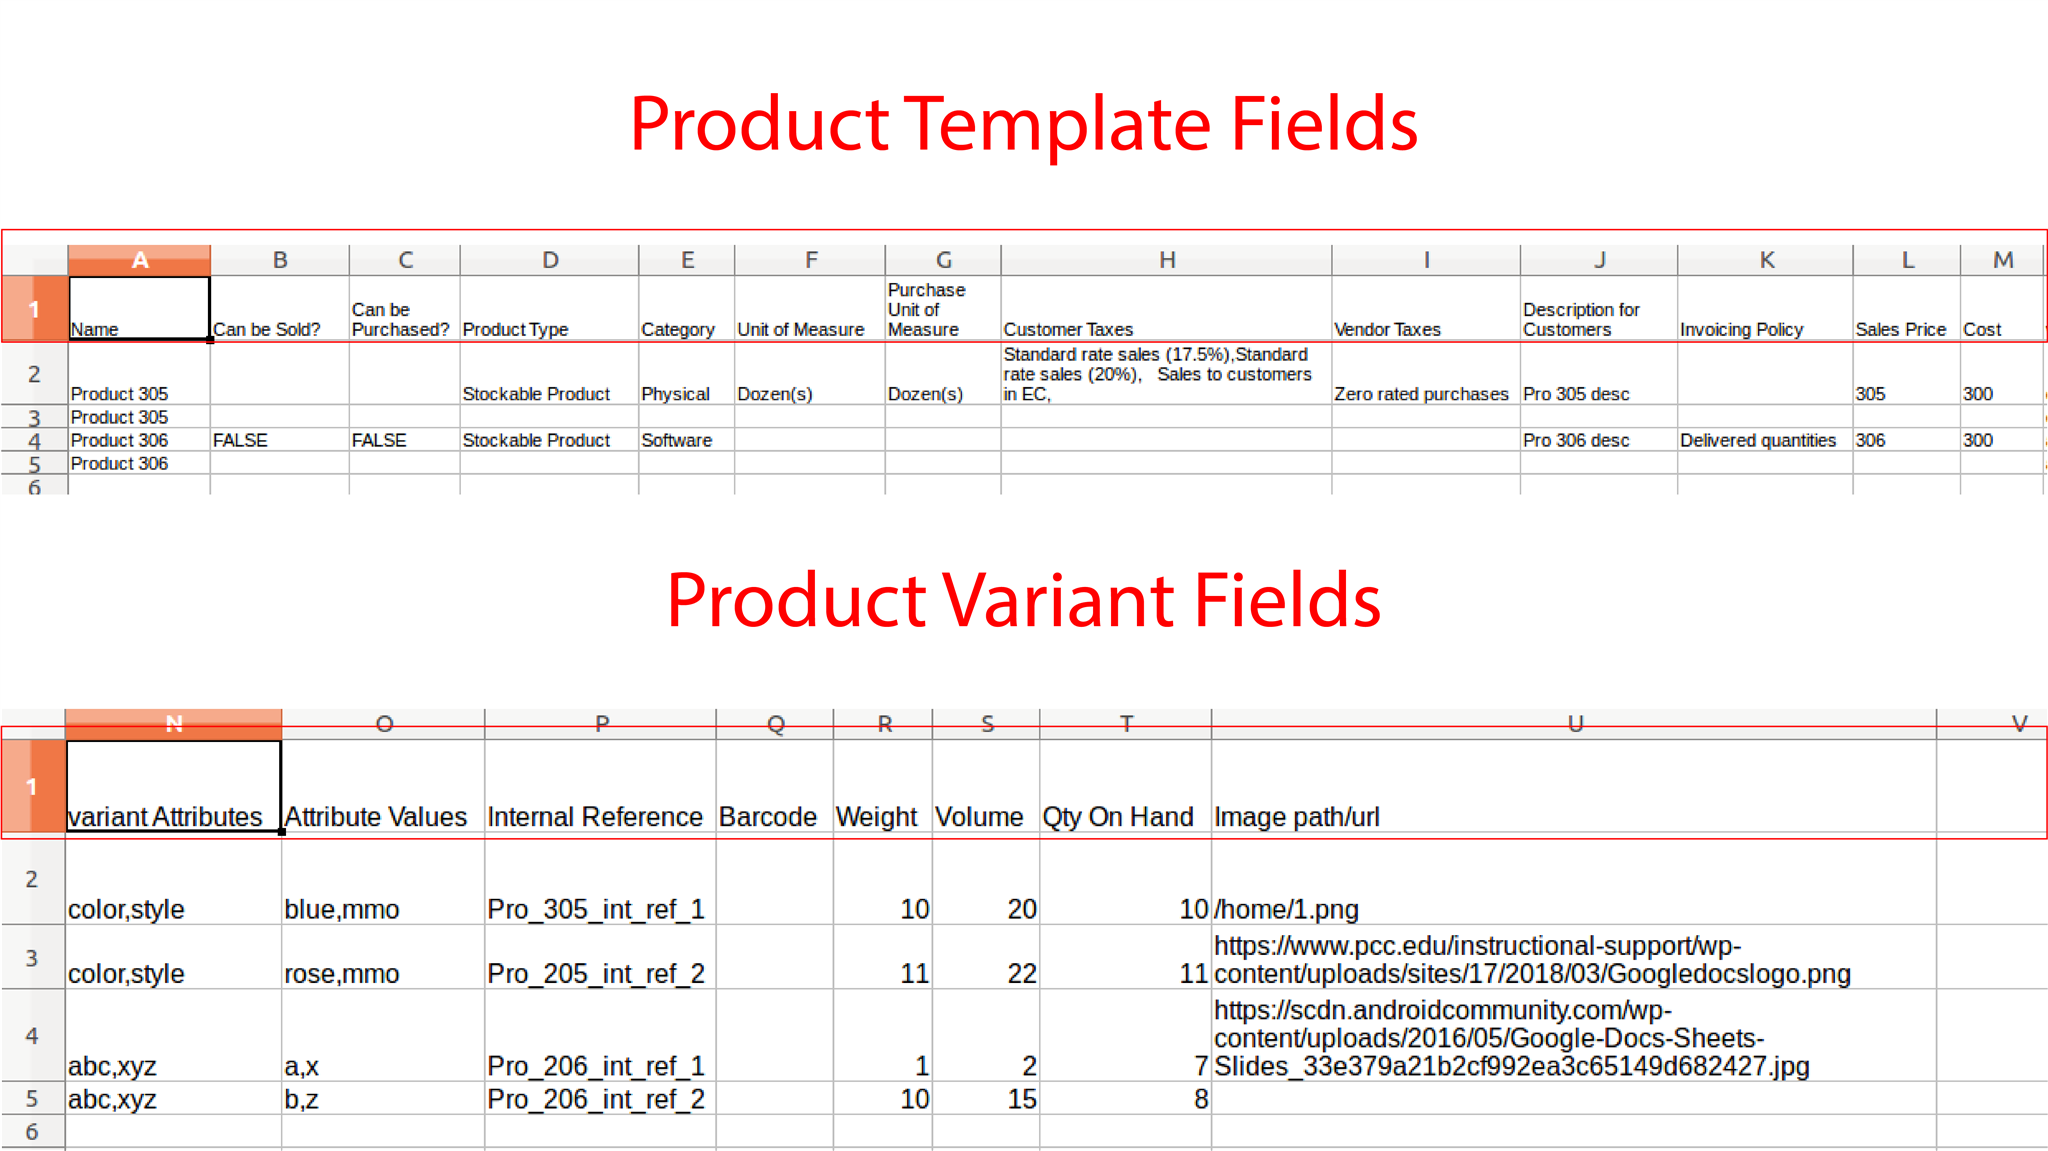 Product Template Fields
A B C D E F G H I J K L M
1 Name Can be Sold? Can be Purchased? Product Type Category Unit of Measure Purchase Unit of Measure Customer Taxes Vendor Taxes Description for Customers Invoicing Policy Sales Price Cost
2 Product 305 Stockable Product Physical Dozen(s) Dozen(s) Standard rate sales (17.5%),Standard rate sales (20%), Sales to customers in EC, Zero rated purchases Pro 305 desc 305 300
3 Product 305
4 Product 306 FALSE FALSE Stockable Product Software Pro 306 desc Delivered quantities 306 300
5 Product 306
6
Product Variant Fields
N O P Q R S T U V
1 variant Attributes Attribute Values Internal Reference Barcode Weight Volume Qty On Hand Image path/url
2 color,style blue,mmo Pro_305_int_ref_1 10 20 10 /home/1.png
3 color,style rose,mmo Pro_205_int_ref_2 11 22 11 https://www.pcc.edu/instructional-support/wp-
content/uploads/sites/17/2018/03/Googledocslogo.png
4 abc,xyz a,x Pro_206_int_ref_1 1 2 7 https://scdn.androidcommunity.com/wp-
content/uploads/2016/05/Google-Docs-Sheets-
Slides_33e379a21b2cf992ea3c65149d682427.jpg
5 abc,xyz b,z Pro_206_int_ref_2 10 15 8
6